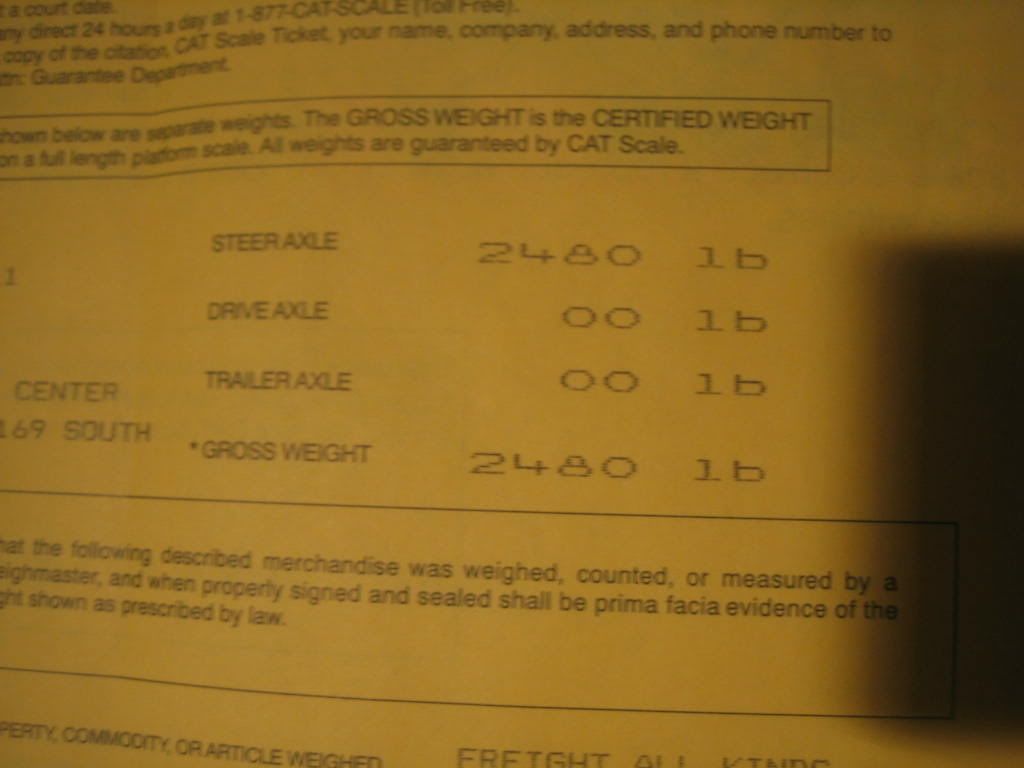 t a court date.
any direct 24 hours a day at 1-877-CAT-SCALE (Toll Free).
copy of the citation, CAT Scale Ticket, your name, company, address, and phone number to
ttn: Guarantee Department.
shown below are separate weights. The GROSS WEIGHT is the CERTIFIED WEIGHT
on a full length platform scale. All weights are guaranteed by CAT Scale.
STEER AXLE 2480 lb
1
DRIVE AXLE 00 lb
TRAILER AXLE 00 lb
CENTER
169 SOUTH
*GROSS WEIGHT 2480 lb
hat the following described merchandise was weighed, counted, or measured by a
eighmaster, and when properly signed and sealed shall be prima facia evidence of the
ght shown as prescribed by law.
PERTY, COMMODITY, OR ARTICLE WEIGHED FREIGHT ALL KINDS